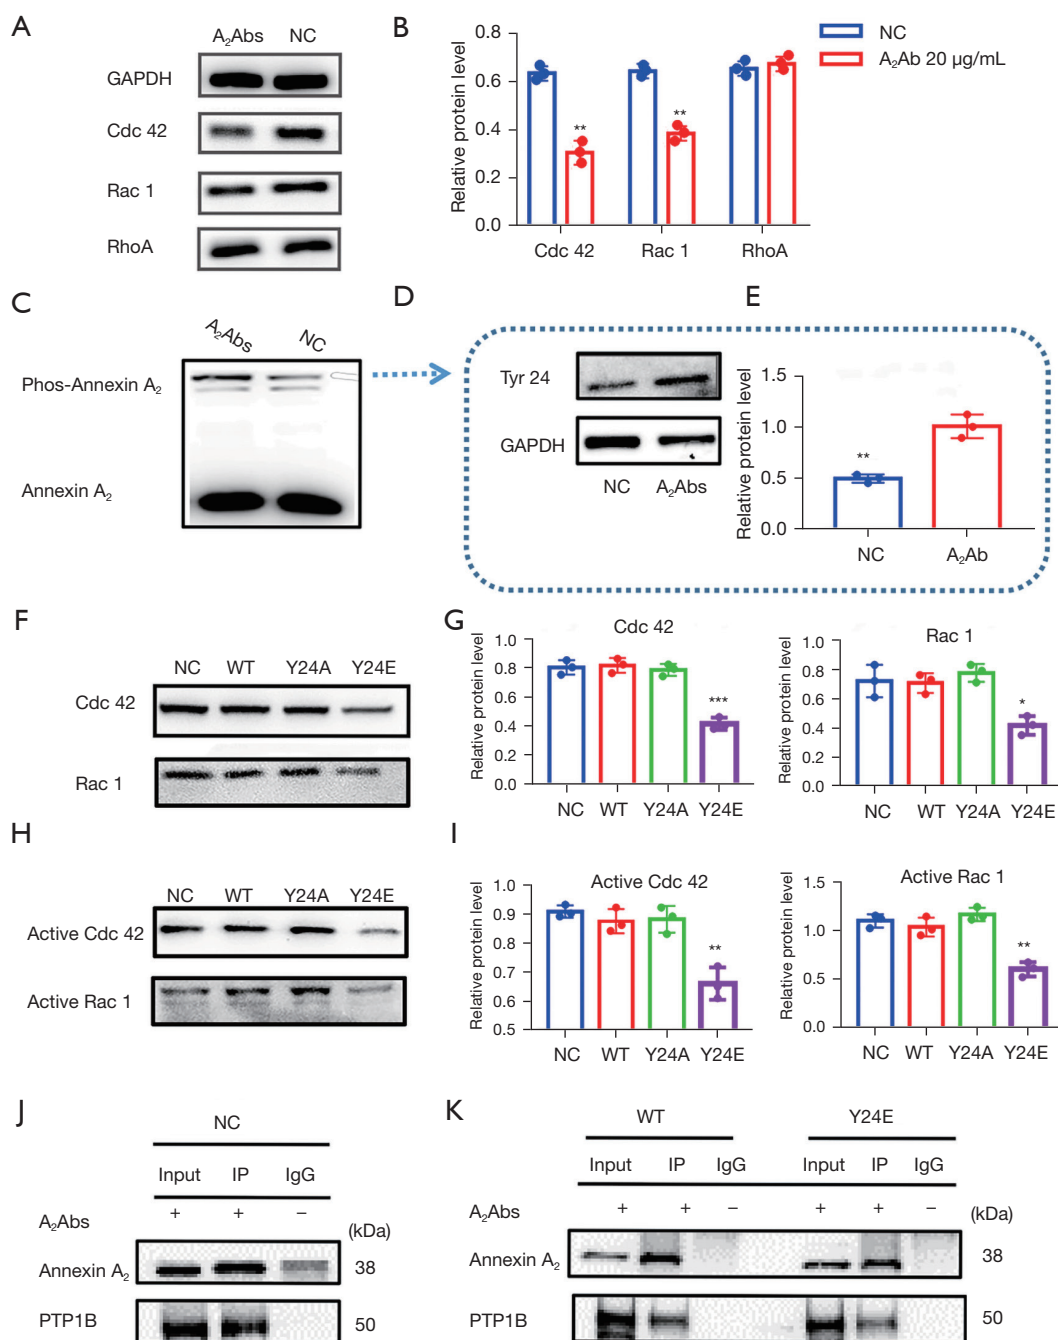 A
A₂Abs NC
GAPDH
Cdc 42
Rac 1
RhoA
B
Relative protein level
0.8
0.6
0.4
0.2
0.0
** **
Cdc 42 Rac 1 RhoA
NC
A₂Ab 20 µg/mL
C
A₂Abs NC
Phos-Annexin A₂
Annexin A₂
D
Tyr 24
GAPDH
NC A₂Abs
E
Relative protein level
1.5
1.0
0.5
0.0
**
NC A₂Ab
F
NC WT Y24A Y24E
Cdc 42
Rac 1
G
Cdc 42
Relative protein level
1.0
0.8
0.6
0.4
0.2
0.0
***
NC WT Y24A Y24E
Rac 1
Relative protein level
1.0
0.8
0.6
0.4
0.2
0.0
*
NC WT Y24A Y24E
H
NC WT Y24A Y24E
Active Cdc 42
Active Rac 1
I
Active Cdc 42
Relative protein level
1.0
0.9
0.8
0.7
0.6
0.5
**
NC WT Y24A Y24E
Active Rac 1
Relative protein level
1.5
1.0
0.5
0.0
**
NC WT Y24A Y24E
J
NC
Input IP IgG
A₂Abs + + − (kDa)
Annexin A₂ 38
PTP1B 50
K
WT Y24E
Input IP IgG Input IP IgG
A₂Abs + + − + + − (kDa)
Annexin A₂ 38
PTP1B 50